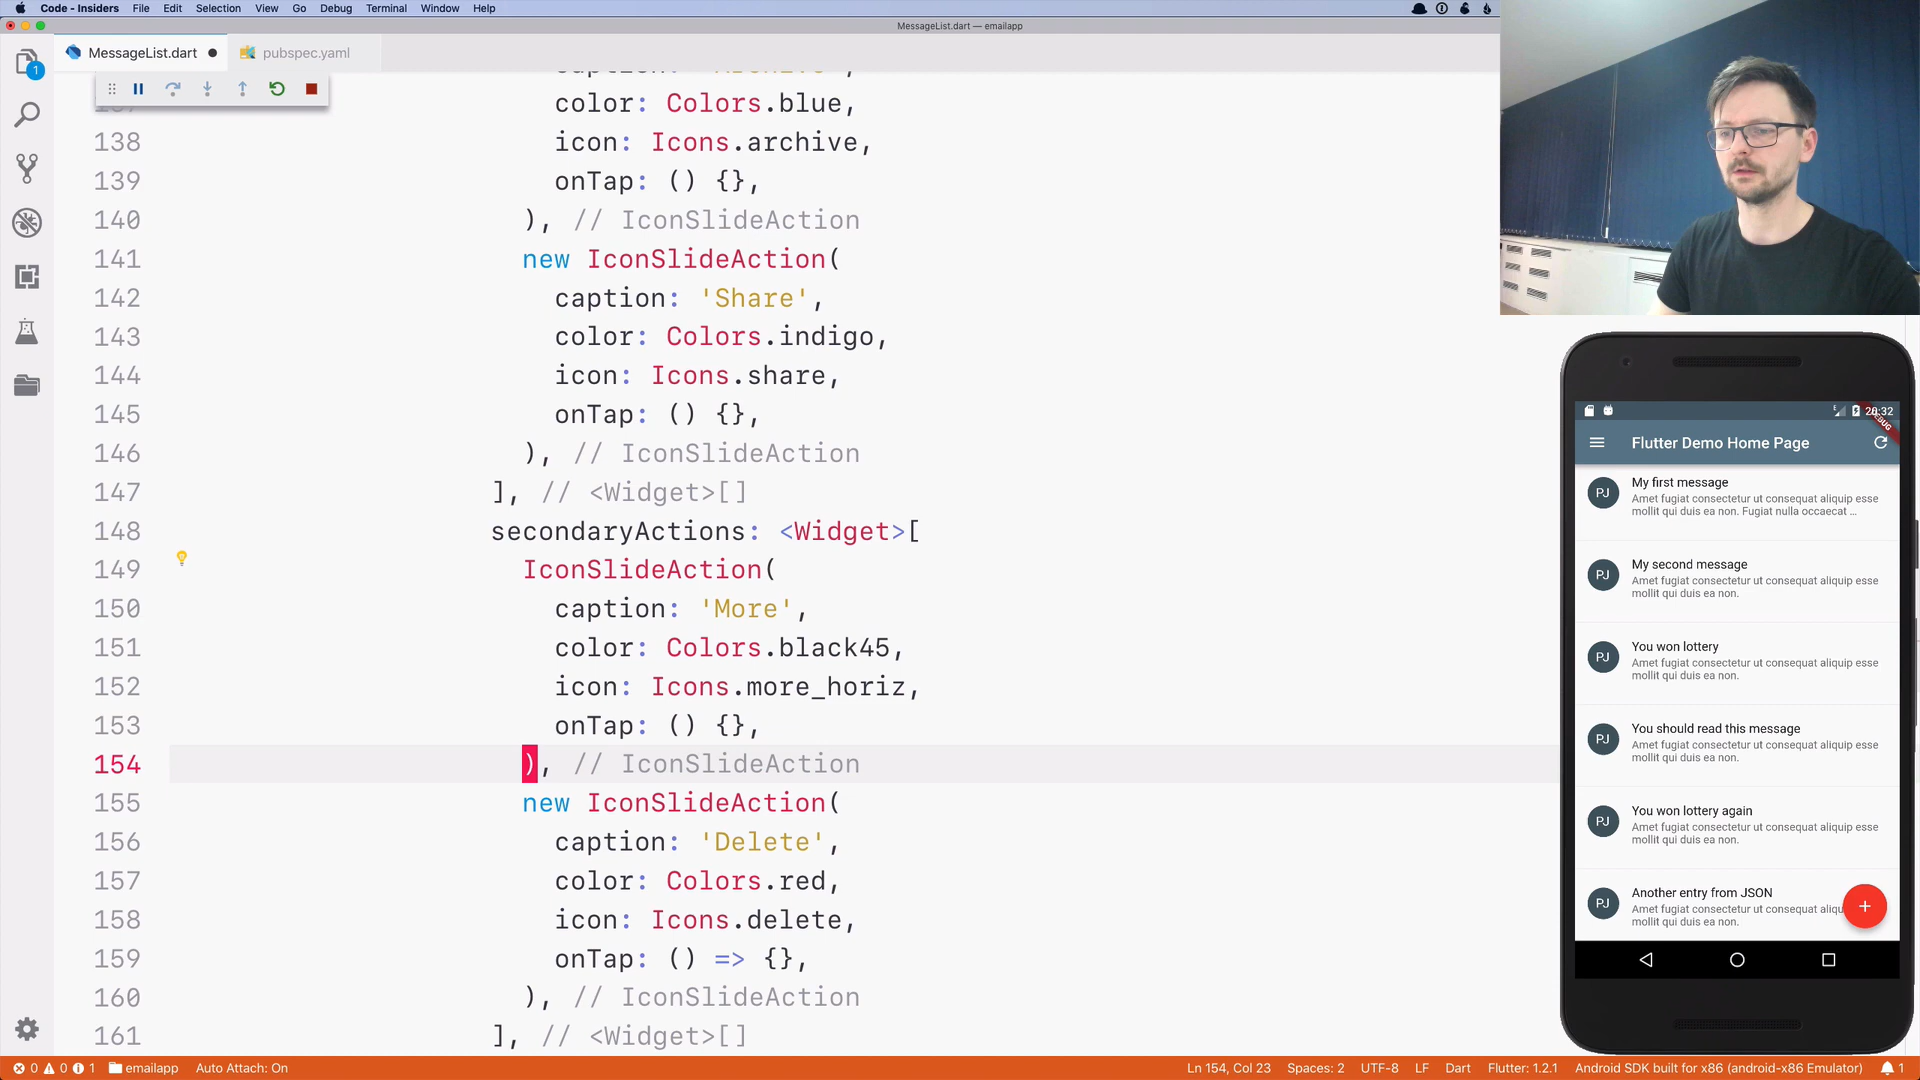 Code - Insiders File Edit Selection View Go Debug Terminal Window Help
MessageList.dart — emailapp
1
MessageList.dart pubspec.yaml
color: Colors.blue,
138 icon: Icons.archive,
139 onTap: () {},
140 ), // IconSlideAction
141 new IconSlideAction(
142 caption: 'Share',
143 color: Colors.indigo,
144 icon: Icons.share,
145 onTap: () {},
146 ), // IconSlideAction
147 ], // <Widget>[]
148 secondaryActions: <Widget>[
149 IconSlideAction(
150 caption: 'More',
151 color: Colors.black45,
152 icon: Icons.more_horiz,
153 onTap: () {},
154 ), // IconSlideAction
155 new IconSlideAction(
156 caption: 'Delete',
157 color: Colors.red,
158 icon: Icons.delete,
159 onTap: () => {},
160 ), // IconSlideAction
161 ], // <Widget>[]
0 0 1 emailapp Auto Attach: On Ln 154, Col 23 Spaces: 2 UTF-8 LF Dart Flutter: 1.2.1 Android SDK built for x86 (android-x86 Emulator) 1
20:32
DEBUG
Flutter Demo Home Page
PJ
My first message
Amet fugiat consectetur ut consequat aliquip esse
mollit qui duis ea non. Fugiat nulla occaecat ...
PJ
My second message
Amet fugiat consectetur ut consequat aliquip esse
mollit qui duis ea non.
PJ
You won lottery
Amet fugiat consectetur ut consequat aliquip esse
mollit qui duis ea non.
PJ
You should read this message
Amet fugiat consectetur ut consequat aliquip esse
mollit qui duis ea non.
PJ
You won lottery again
Amet fugiat consectetur ut consequat aliquip esse
mollit qui duis ea non.
PJ
Another entry from JSON
Amet fugiat consectetur ut consequat aliqu
mollit qui duis ea non.
+